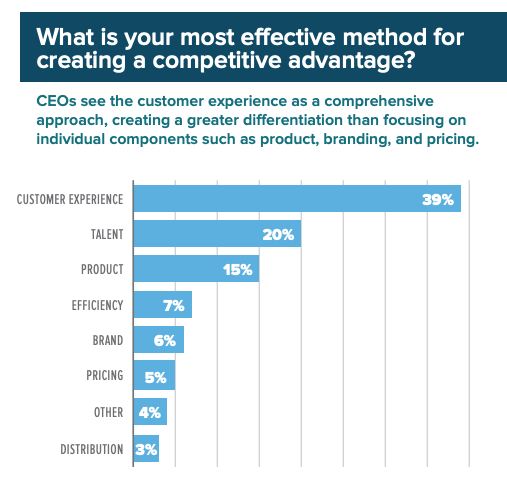 What is your most effective method for
creating a competitive advantage?
CEOs see the customer experience as a comprehensive
approach, creating a greater differentiation than focusing on
individual components such as product, branding, and pricing.
CUSTOMER EXPERIENCE 39%
TALENT 20%
PRODUCT 15%
EFFICIENCY 7%
BRAND 6%
PRICING 5%
OTHER 4%
DISTRIBUTION 3%